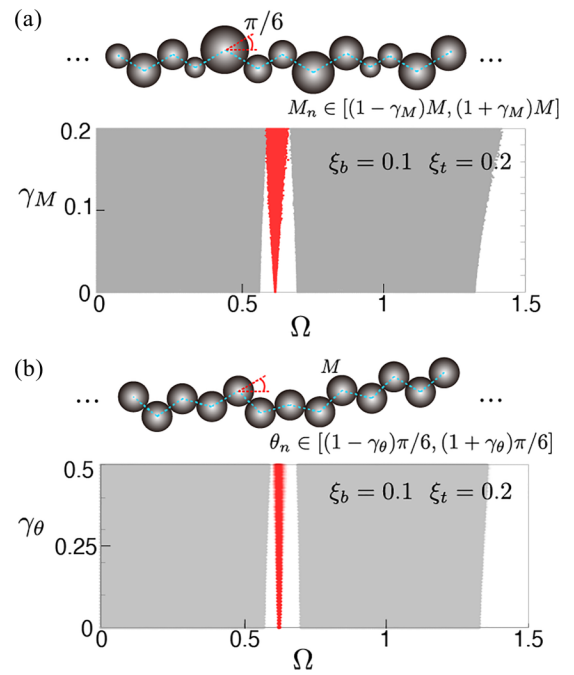 (a)
π/6
... ...
M_n ∈ [(1 − γ_M)M, (1 + γ_M)M]
0.2
ξ_b = 0.1 ξ_t = 0.2
γ_M
0.1
0
0 0.5 1 1.5
Ω
(b)
M
... ...
θ_n ∈ [(1 − γ_θ)π/6, (1 + γ_θ)π/6]
0.5
ξ_b = 0.1 ξ_t = 0.2
γ_θ
0.25
0
0 0.5 1 1.5
Ω